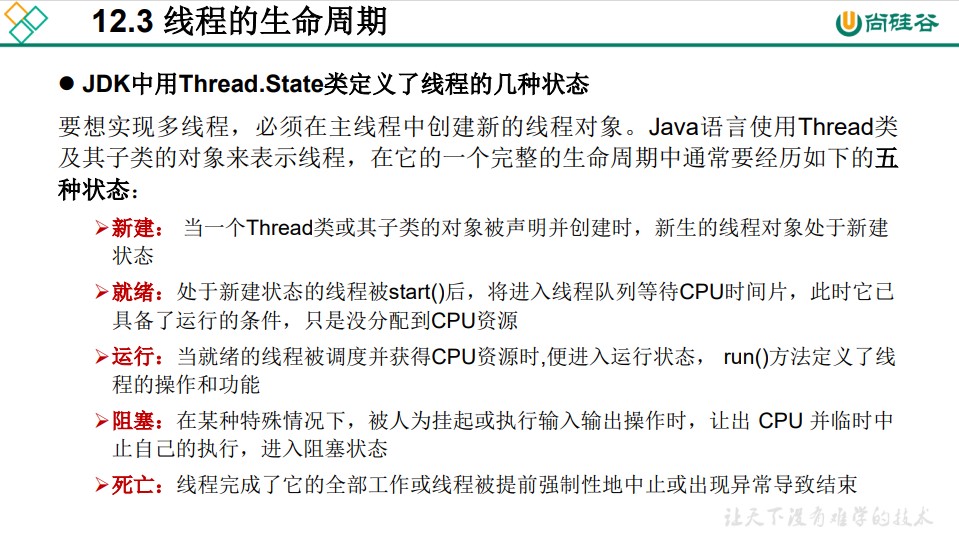 12.3 线程的生命周期
尚硅谷
● JDK中用Thread.State类定义了线程的几种状态
要想实现多线程，必须在主线程中创建新的线程对象。Java语言使用Thread类
及其子类的对象来表示线程，在它的一个完整的生命周期中通常要经历如下的五
种状态：
➢新建： 当一个Thread类或其子类的对象被声明并创建时，新生的线程对象处于新建
状态
➢就绪：处于新建状态的线程被start()后，将进入线程队列等待CPU时间片，此时它已
具备了运行的条件，只是没分配到CPU资源
➢运行：当就绪的线程被调度并获得CPU资源时,便进入运行状态， run()方法定义了线
程的操作和功能
➢阻塞：在某种特殊情况下，被人为挂起或执行输入输出操作时，让出 CPU 并临时中
止自己的执行，进入阻塞状态
➢死亡：线程完成了它的全部工作或线程被提前强制性地中止或出现异常导致结束
让天下没有难学的技术